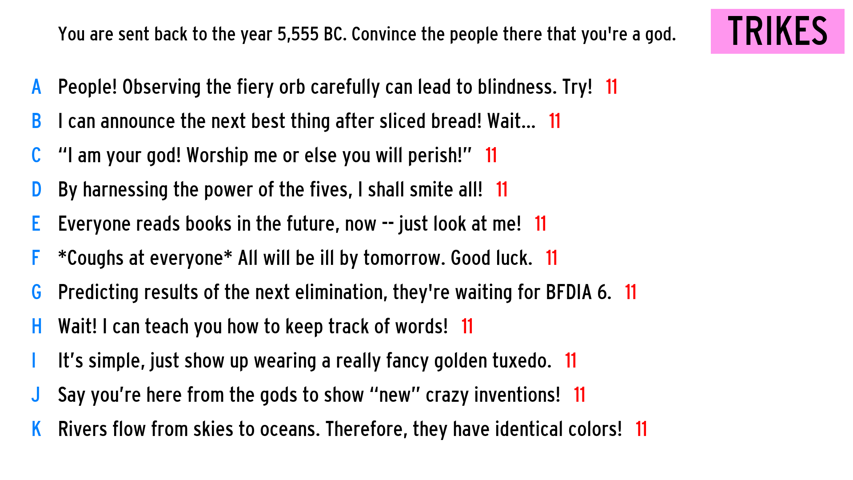 You are sent back to the year 5,555 BC. Convince the people there that you're a god.
TRIKES
A People! Observing the fiery orb carefully can lead to blindness. Try! 11
B I can announce the next best thing after sliced bread! Wait... 11
C “I am your god! Worship me or else you will perish!” 11
D By harnessing the power of the fives, I shall smite all! 11
E Everyone reads books in the future, now -- just look at me! 11
F *Coughs at everyone* All will be ill by tomorrow. Good luck. 11
G Predicting results of the next elimination, they're waiting for BFDIA 6. 11
H Wait! I can teach you how to keep track of words! 11
I It’s simple, just show up wearing a really fancy golden tuxedo. 11
J Say you’re here from the gods to show “new” crazy inventions! 11
K Rivers flow from skies to oceans. Therefore, they have identical colors! 11